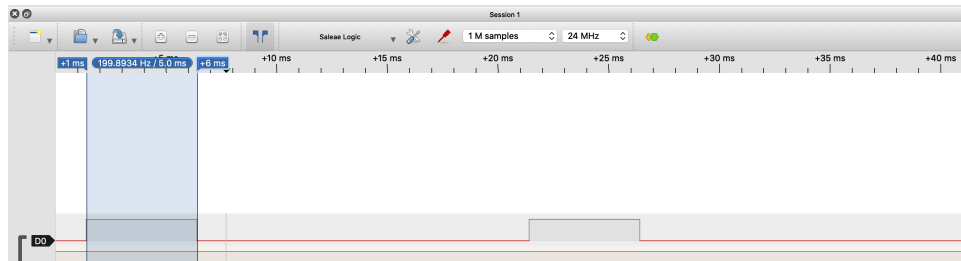 Session 1
Saleae Logic 1 M samples 24 MHz
+1 ms 199.8934 Hz / 5.0 ms +6 ms +10 ms +15 ms +20 ms +25 ms +30 ms +35 ms +40 ms
D0